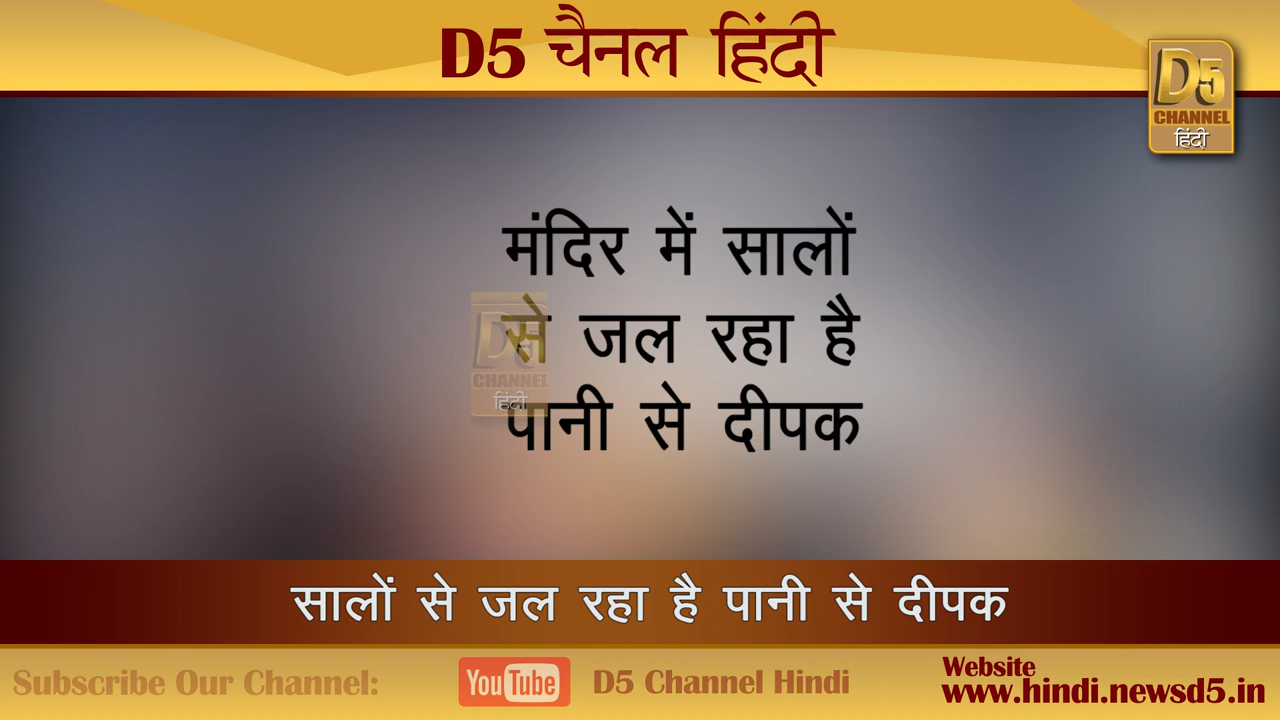 D5 चैनल हिंदी
D5
CHANNEL
हिंदी
मंदिर में सालों
से जल रहा है
पानी से दीपक
D5
CHANNEL
हिंदी
सालों से जल रहा है पानी से दीपक
Subscribe Our Channel:
YouTube
D5 Channel Hindi
Website
www.hindi.newsd5.in